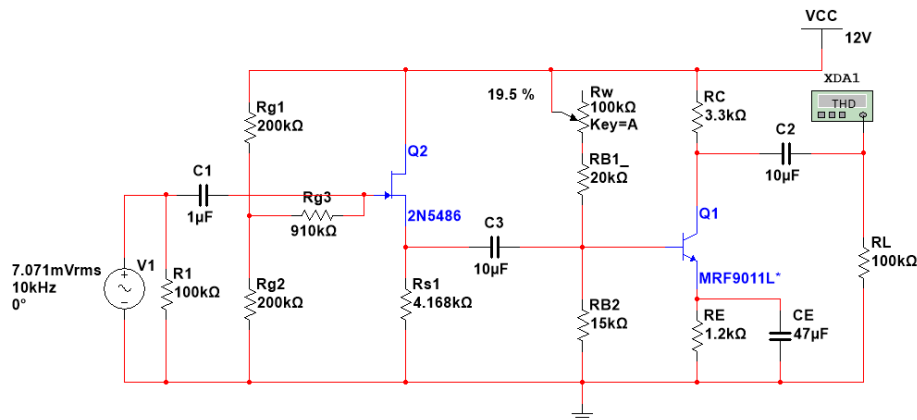 VCC
12V
XDA1
THD
19.5 %
Rw
100kΩ
Key=A
RC
3.3kΩ
Rg1
200kΩ
Q2
C2
10µF
RB1_
20kΩ
C1
1µF
Rg3
910kΩ
2N5486
Q1
C3
10µF
MRF9011L*
RL
100kΩ
7.071mVrms
10kHz
0°
V1
R1
100kΩ
Rg2
200kΩ
Rs1
4.168kΩ
RB2
15kΩ
RE
1.2kΩ
CE
47µF